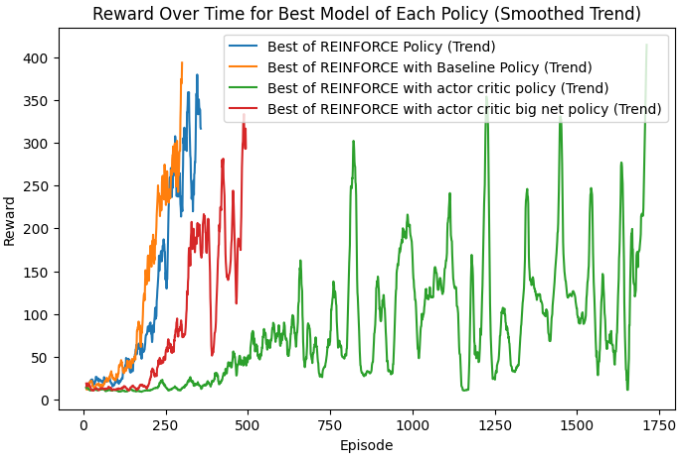 Reward Over Time for Best Model of Each Policy (Smoothed Trend)
Best of REINFORCE Policy (Trend)
Best of REINFORCE with Baseline Policy (Trend)
Best of REINFORCE with actor critic policy (Trend)
Best of REINFORCE with actor critic big net policy (Trend)
400
350
300
250
200
150
100
50
0
Reward
0 250 500 750 1000 1250 1500 1750
Episode